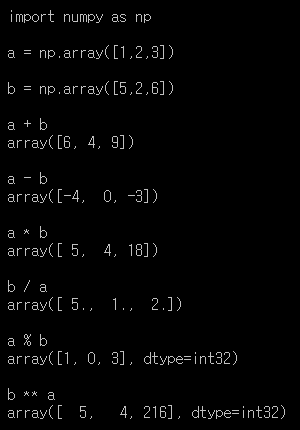 import numpy as np
a = np.array([1,2,3])
b = np.array([5,2,6])
a + b
array([6, 4, 9])
a - b
array([-4,  0, -3])
a * b
array([ 5,  4, 18])
b / a
array([ 5.,  1.,  2.])
a % b
array([1, 0, 3], dtype=int32)
b ** a
array([  5,   4, 216], dtype=int32)